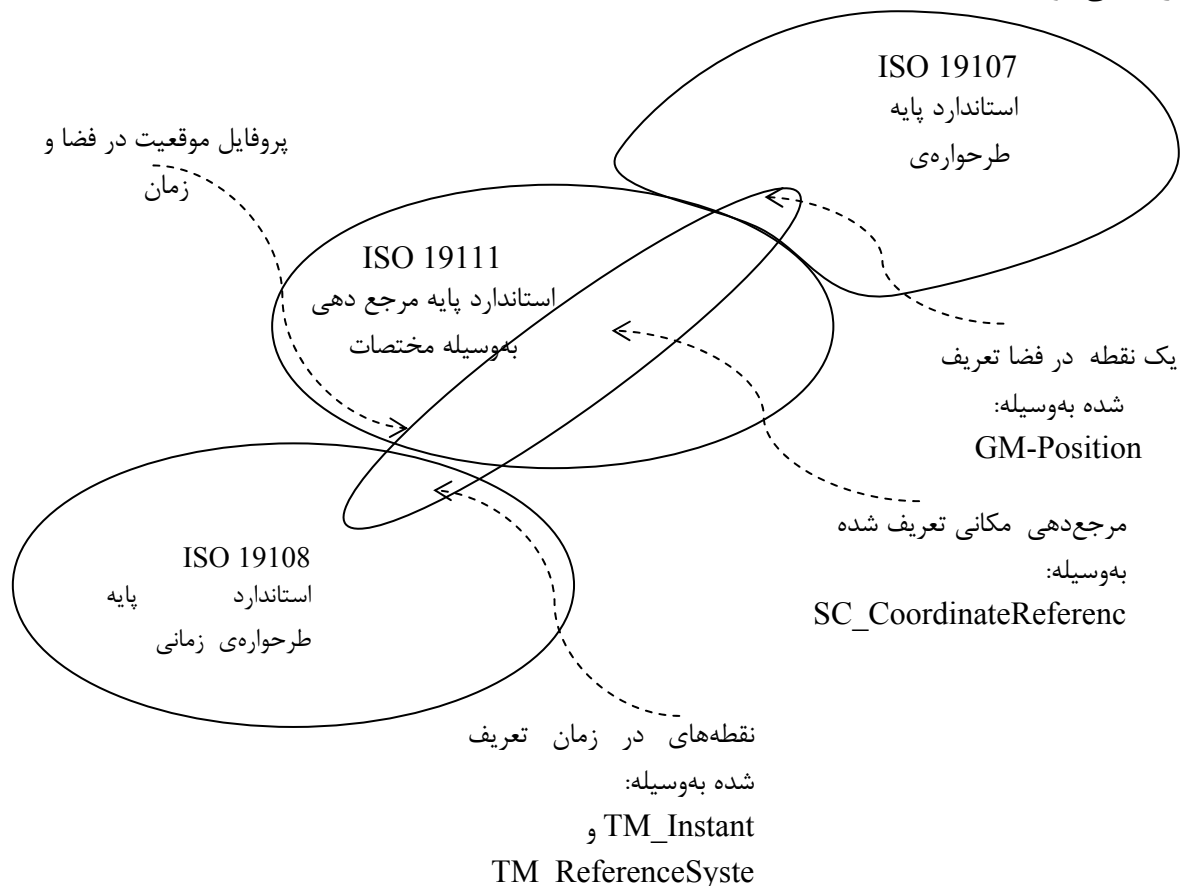 ISO 19107
استاندارد پایه
طرحواره‌ی
پروفایل موقعیت در فضا و
زمان
ISO 19111
استاندارد پایه مرجع دهی
به‌وسیله مختصات
یک نقطه در فضا تعریف
شده به‌وسیله:
GM-Position
مرجع‌دهی مکانی تعریف شده
به‌وسیله:
SC_CoordinateReferenc
ISO 19108
استاندارد پایه
طرحواره‌ی زمانی
نقطه‌های در زمان تعریف
شده به‌وسیله:
TM_Instant و
TM_ReferenceSyste